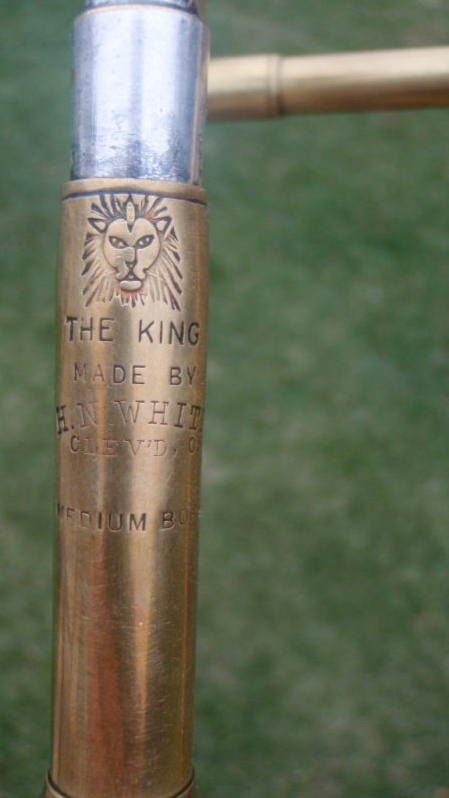 THE KING
MADE BY
H.N. WHIT
CLEV'D, O
MEDIUM BO